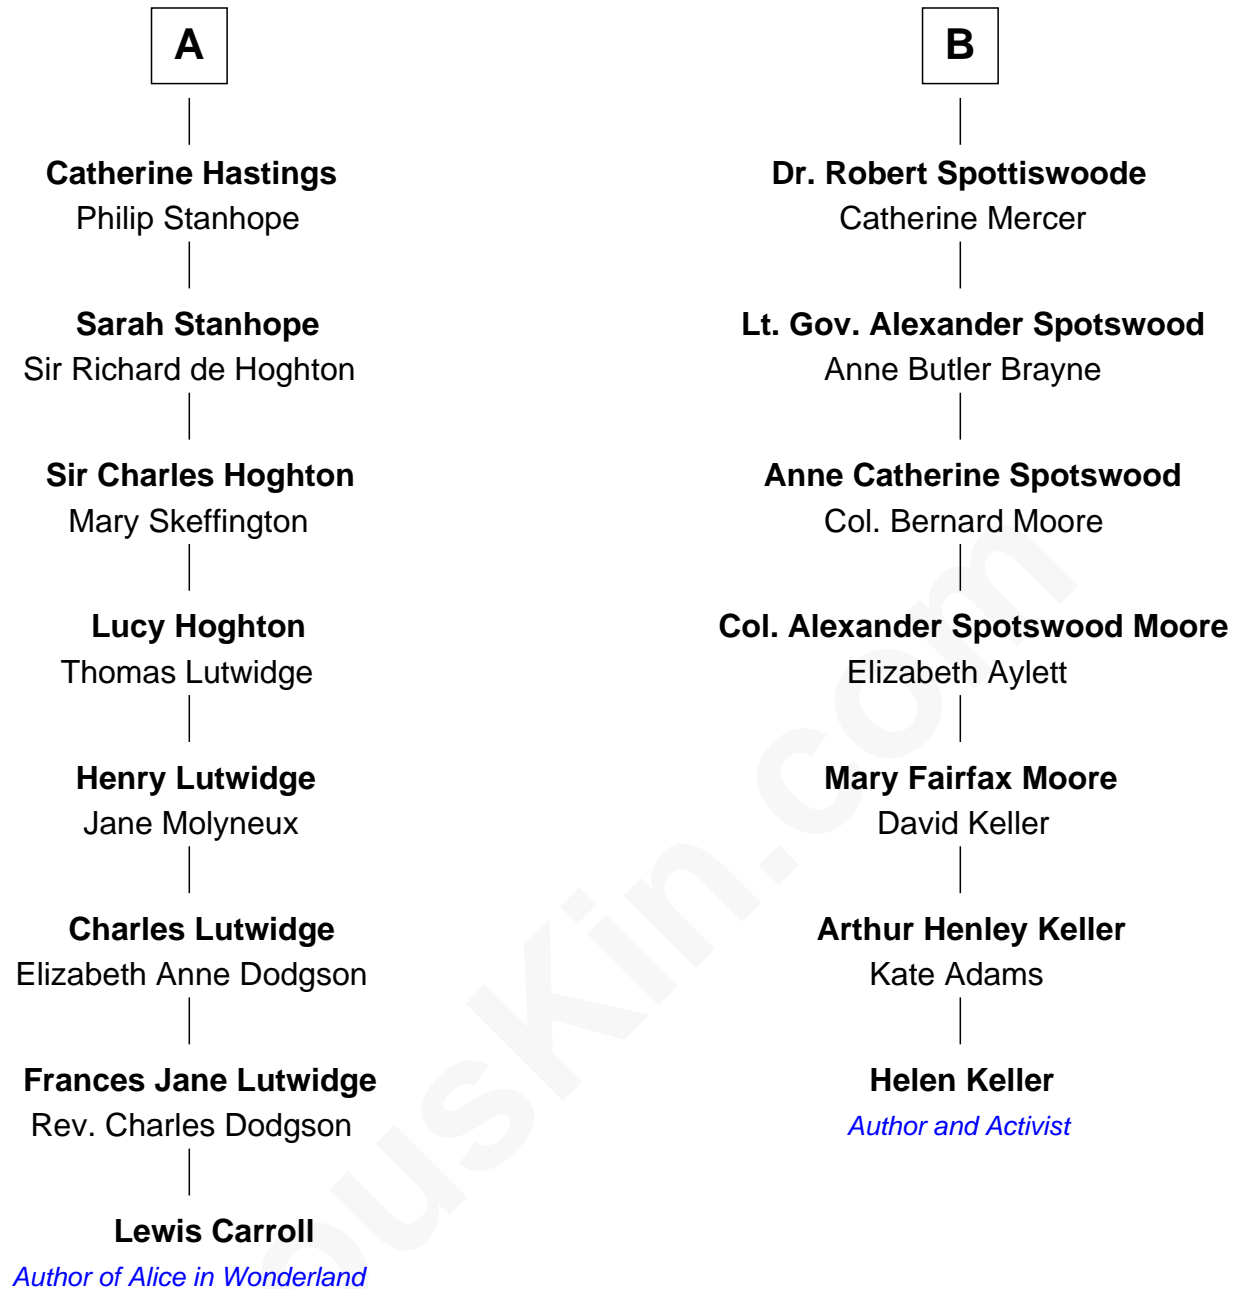 A
Catherine Hastings
Philip Stanhope
Sarah Stanhope
Sir Richard de Hoghton
Sir Charles Hoghton
Mary Skeffington
Lucy Hoghton
Thomas Lutwidge
Henry Lutwidge
Jane Molyneux
Charles Lutwidge
Elizabeth Anne Dodgson
Frances Jane Lutwidge
Rev. Charles Dodgson
Lewis Carroll
Author of Alice in Wonderland
B
Dr. Robert Spottiswoode
Catherine Mercer
Lt. Gov. Alexander Spotswood
Anne Butler Brayne
Anne Catherine Spotswood
Col. Bernard Moore
Col. Alexander Spotswood Moore
Elizabeth Aylett
Mary Fairfax Moore
David Keller
Arthur Henley Keller
Kate Adams
Helen Keller
Author and Activist
ousKin.com